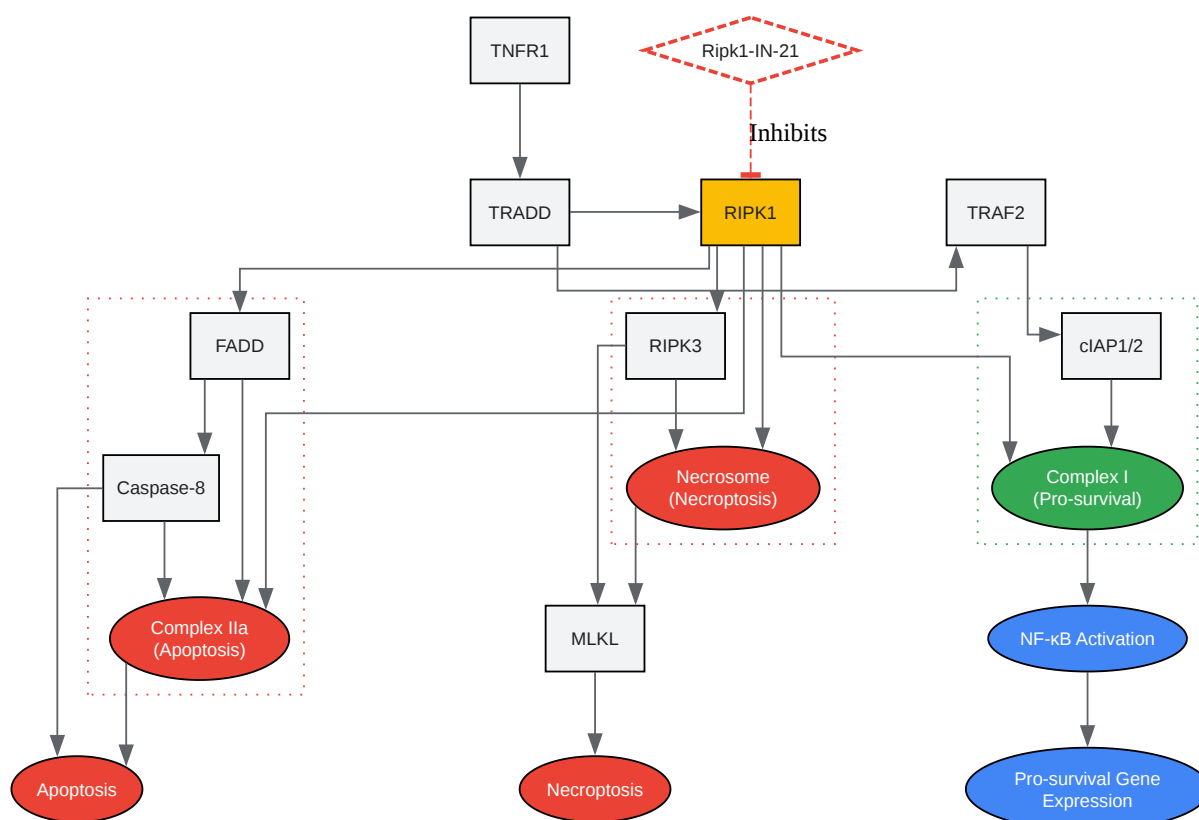 TNFR1
Ripk1-IN-21
Inhibits
TRADD
RIPK1
TRAF2
FADD
RIPK3
cIAP1/2
Caspase-8
Necrosome
(Necroptosis)
Complex I
(Pro-survival)
Complex IIa
(Apoptosis)
MLKL
NF-κB Activation
Apoptosis
Necroptosis
Pro-survival Gene
Expression